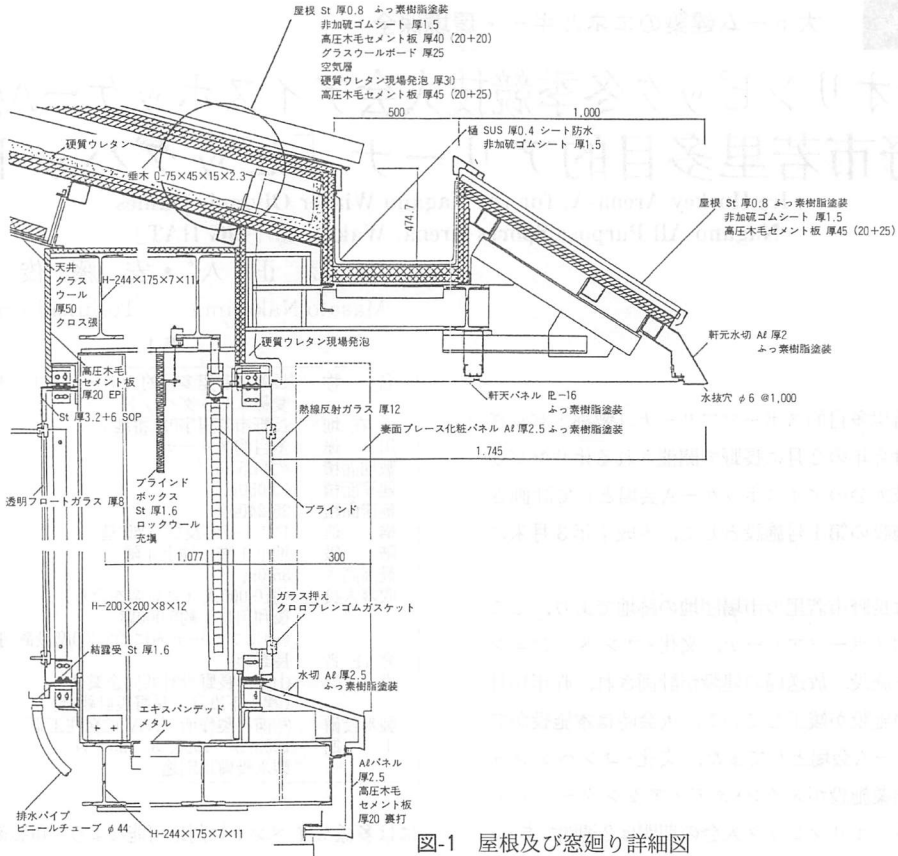 屋根 St 厚0.8 ふっ素樹脂塗装
非加硫ゴムシート 厚1.5
高圧木毛セメント板 厚40 (20+20)
グラスウールボード 厚25
空気層
硬質ウレタン現場発泡 厚30
高圧木毛セメント板 厚45 (20+25)
500
1,000
樋 SUS 厚0.4 シート防水
非加硫ゴムシート 厚1.5
硬質ウレタン
垂木 ロ-75×45×15×2.3
474.1
屋根 St 厚0.8 ふっ素樹脂塗装
非加硫ゴムシート 厚1.5
高圧木毛セメント板 厚45 (20+25)
天井
グラス
ウール
厚50
クロス張
H-244×175×7×11
硬質ウレタン現場発泡
軒元水切 Aℓ 厚2
ふっ素樹脂塗装
高圧木毛
セメント板
厚20 EP
St 厚3.2+6 SOP
軒天パネル PL-16
ふっ素樹脂塗装
水抜穴 φ6 @1,000
熱線反射ガラス 厚12
妻面ブレース化粧パネル Aℓ 厚2.5 ふっ素樹脂塗装
1,745
透明フロートガラス 厚8
ブラインド
ボックス
St 厚1.6
ロックウール
充塡
ブラインド
1,077
300
ガラス押え
クロロプレンゴムガスケット
H-200×200×8×12
結露受 St 厚1.6
水切 Aℓ 厚2.5
ふっ素樹脂塗装
エキスパンデッド
メタル
Aℓパネル
厚2.5
高圧木毛
セメント板
厚20 裏打
排水パイプ
ビニールチューブ φ44
H-244×175×7×11
図-1 屋根及び窓廻り詳細図